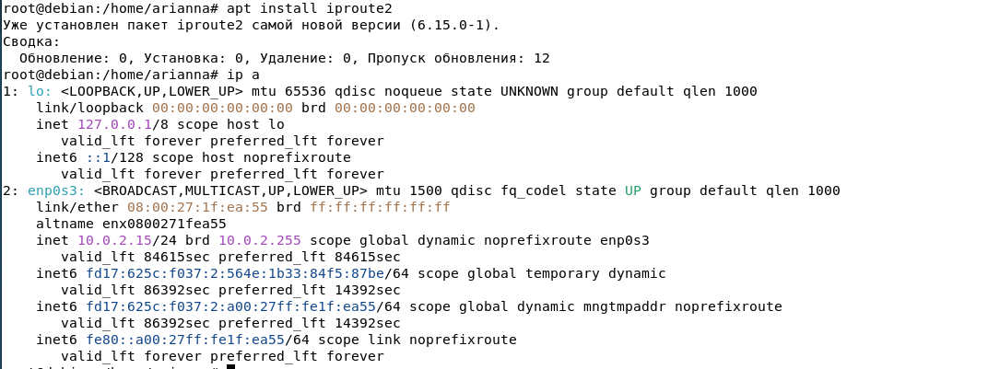 root@debian:/home/arianna# apt install iproute2
Уже установлен пакет iproute2 самой новой версии (6.15.0-1).
Сводка:
  Обновление: 0, Установка: 0, Удаление: 0, Пропуск обновления: 12
root@debian:/home/arianna# ip a
1: lo: <LOOPBACK,UP,LOWER_UP> mtu 65536 qdisc noqueue state UNKNOWN group default qlen 1000
    link/loopback 00:00:00:00:00:00 brd 00:00:00:00:00:00
    inet 127.0.0.1/8 scope host lo
       valid_lft forever preferred_lft forever
    inet6 ::1/128 scope host noprefixroute
       valid_lft forever preferred_lft forever
2: enp0s3: <BROADCAST,MULTICAST,UP,LOWER_UP> mtu 1500 qdisc fq_codel state UP group default qlen 1000
    link/ether 08:00:27:1f:ea:55 brd ff:ff:ff:ff:ff:ff
    altname enx0800271fea55
    inet 10.0.2.15/24 brd 10.0.2.255 scope global dynamic noprefixroute enp0s3
       valid_lft 84615sec preferred_lft 84615sec
    inet6 fd17:625c:f037:2:564e:1b33:84f5:87be/64 scope global temporary dynamic
       valid_lft 86392sec preferred_lft 14392sec
    inet6 fd17:625c:f037:2:a00:27ff:fe1f:ea55/64 scope global dynamic mngtmpaddr noprefixroute
       valid_lft 86392sec preferred_lft 14392sec
    inet6 fe80::a00:27ff:fe1f:ea55/64 scope link noprefixroute
       valid_lft forever preferred_lft forever